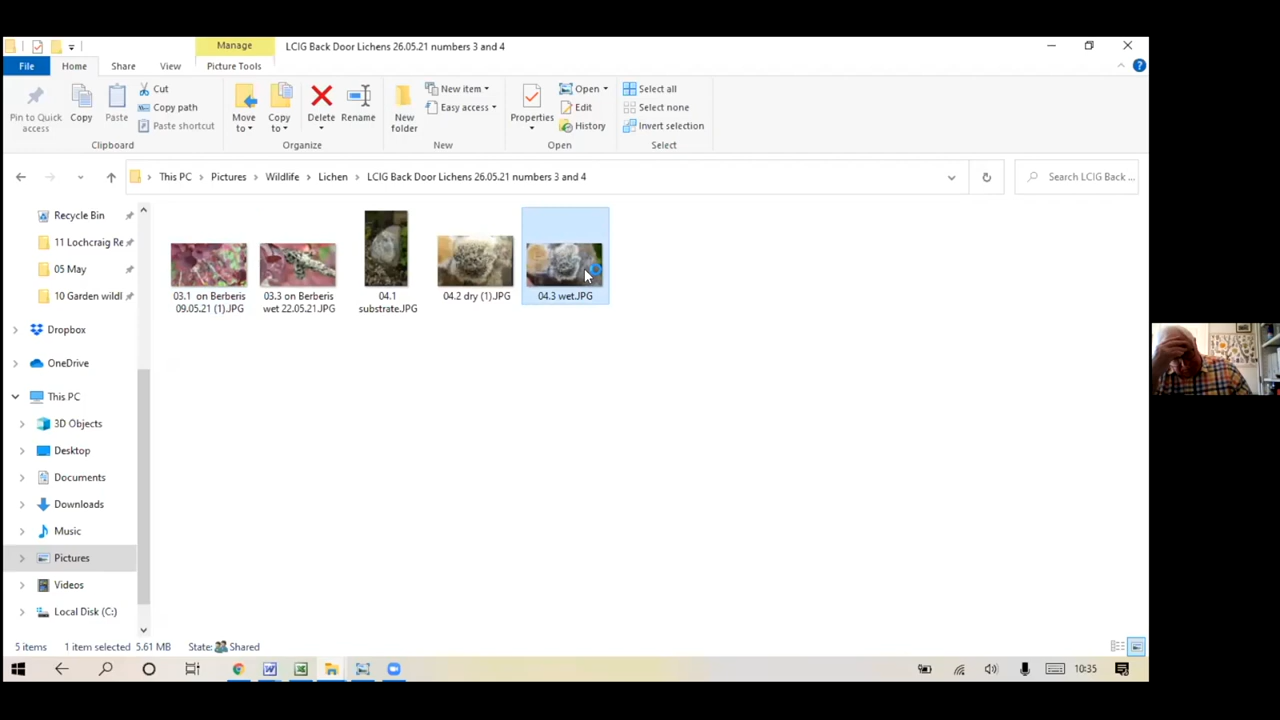 Manage
LCIG Back Door Lichens 26.05.21 numbers 3 and 4
File
Home
Share
View
Picture Tools
Pin to Quick access
Copy
Paste
Cut
Copy path
Paste shortcut
Clipboard
Move to
Copy to
Delete
Rename
Organize
New folder
New item
Easy access
New
Properties
Open
Edit
History
Open
Select all
Select none
Invert selection
Select
This PC
Pictures
Wildlife
Lichen
LCIG Back Door Lichens 26.05.21 numbers 3 and 4
Search LCIG Back ...
Recycle Bin
11 Lochcraig Re
05 May
10 Garden wildl
Dropbox
OneDrive
This PC
3D Objects
Desktop
Documents
Downloads
Music
Pictures
Videos
Local Disk (C:)
03.1 on Berberis
09.05.21 (1).JPG
03.3 on Berberis
wet 22.05.21.JPG
04.1
substrate.JPG
04.2 dry (1).JPG
04.3 wet.JPG
5 items
1 item selected 5.61 MB
State: Shared
10:35